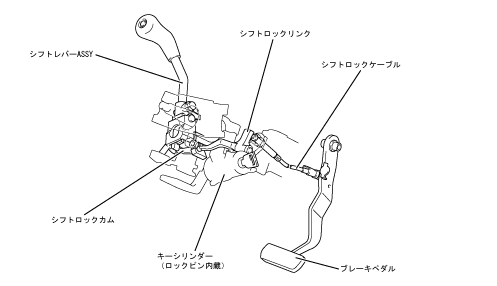 シフトロックリンク
シフトレバーASSY
シフトロックケーブル
シフトロックカム
キーシリンダー
（ロックピン内蔵）
ブレーキペダル